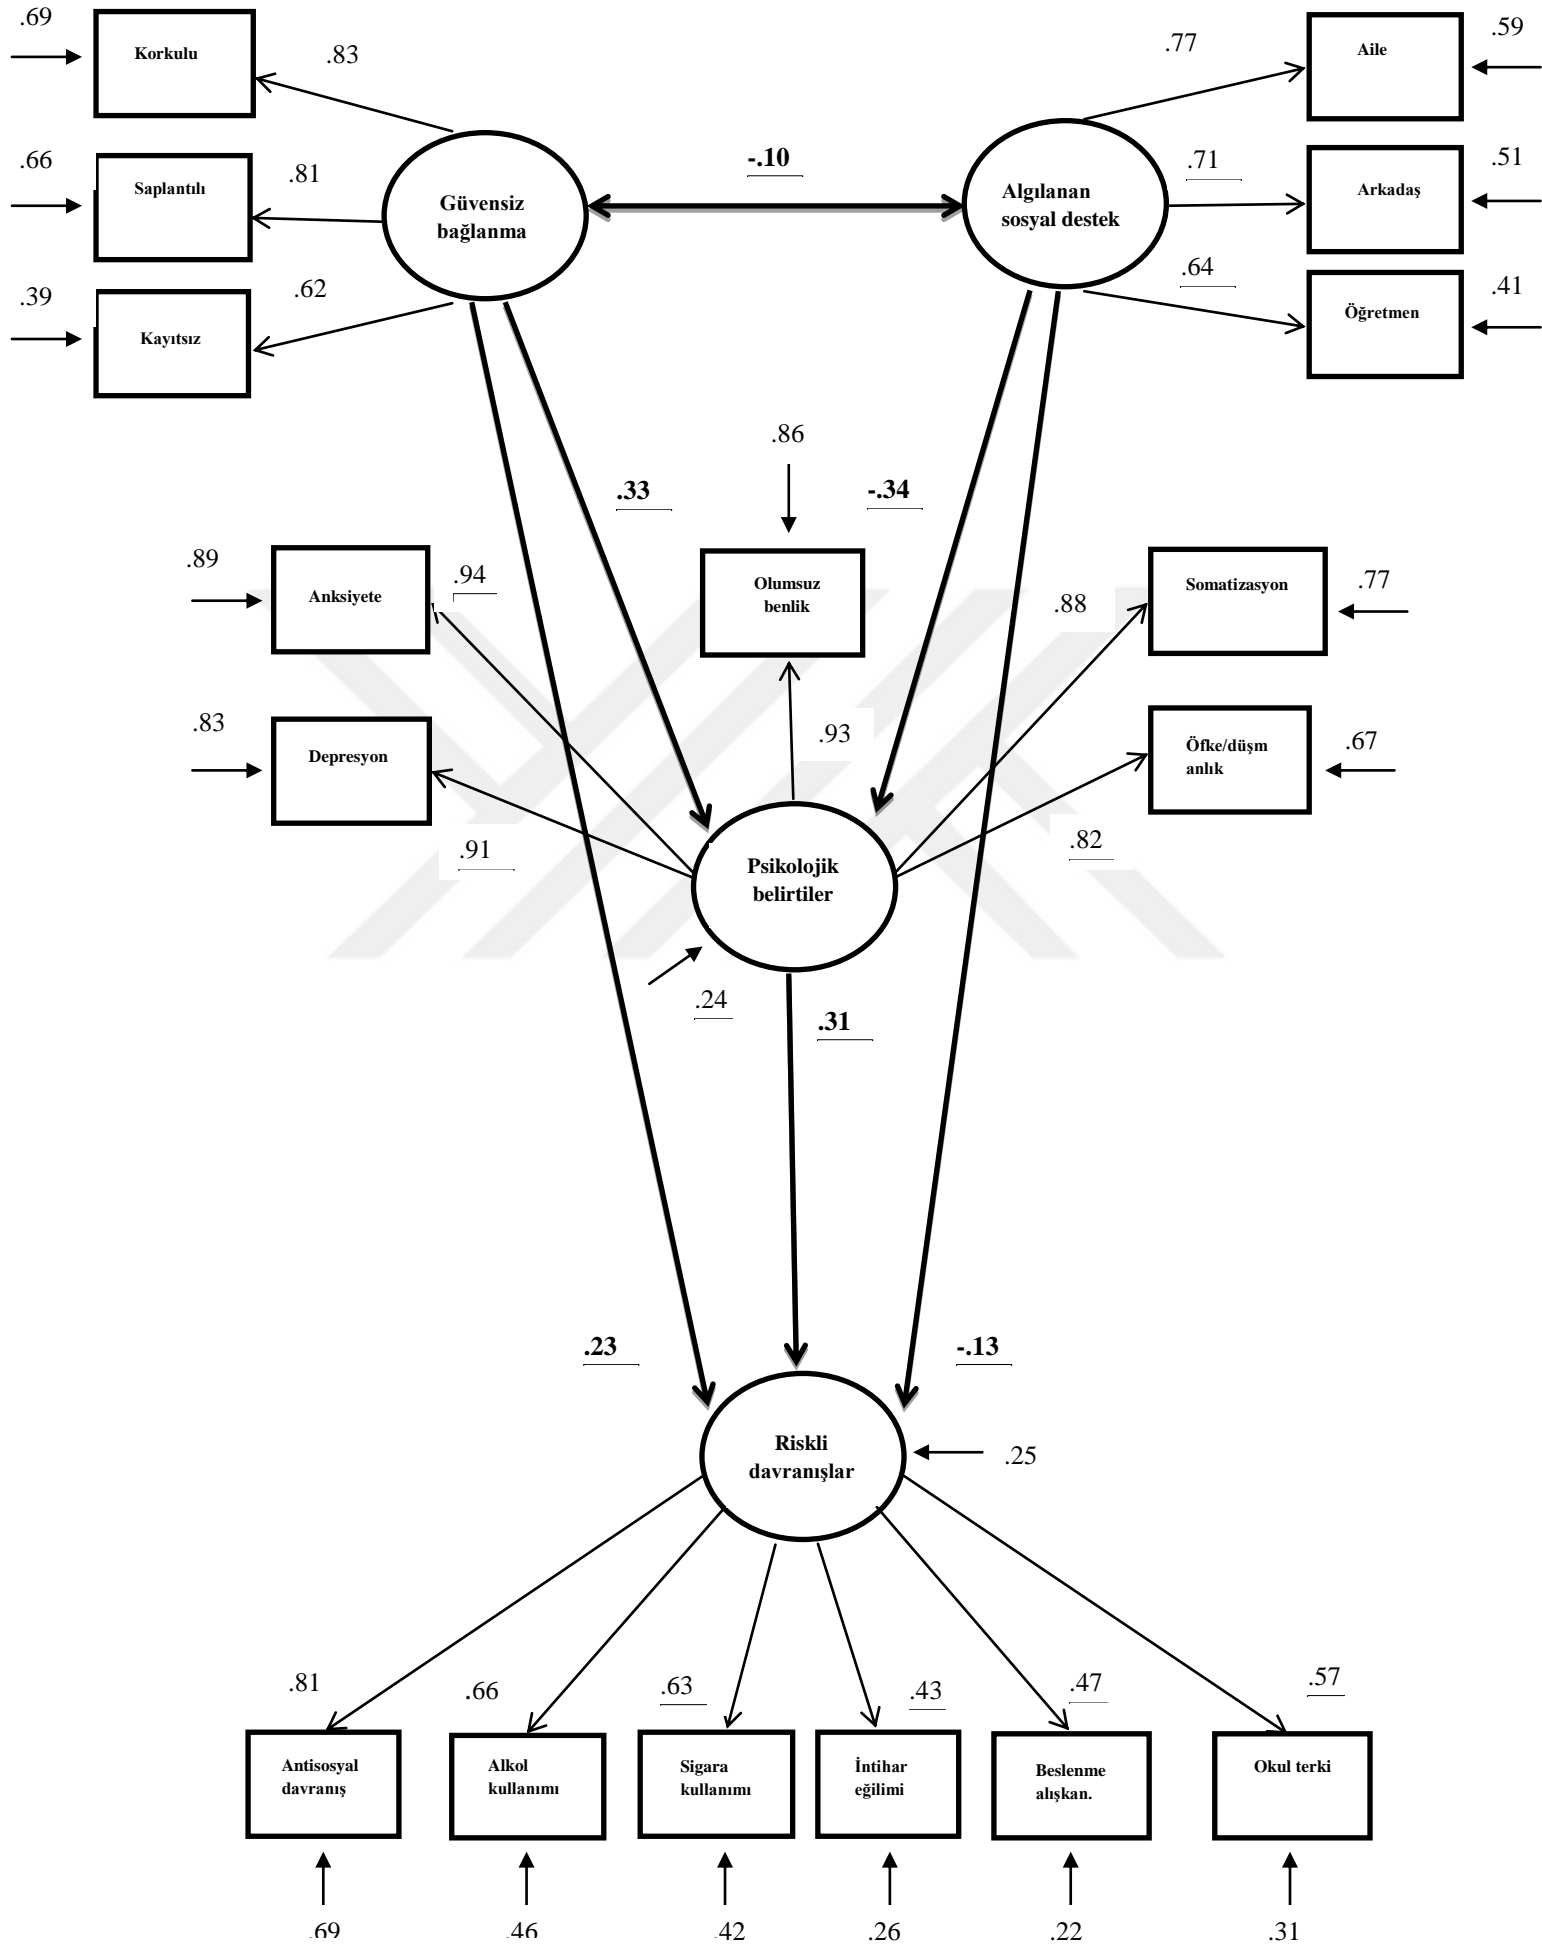 .69
Korkulu
.83
.77
Aile
.59
.66
Saplantılı
.81
-.10
.71
Arkadaş
.51
Güvensiz
bağlanma
Algılanan
sosyal destek
.39
Kayıtsız
.62
.64
Öğretmen
.41
.86
.33
-.34
.89
Anksiyete
.94
Olumsuz
benlik
.88
Somatizasyon
.77
.83
Depresyon
.93
Öfke/düşm
anlık
.67
.91
.82
Psikolojik
belirtiler
.24
.31
.23
-.13
Riskli
davranışlar
.25
.81
.66
.63
.43
.47
.57
Antisosyal
davranış
Alkol
kullanımı
Sigara
kullanımı
İntihar
eğilimi
Beslenme
alışkan.
Okul terki
.69
.46
.42
.26
.22
.31